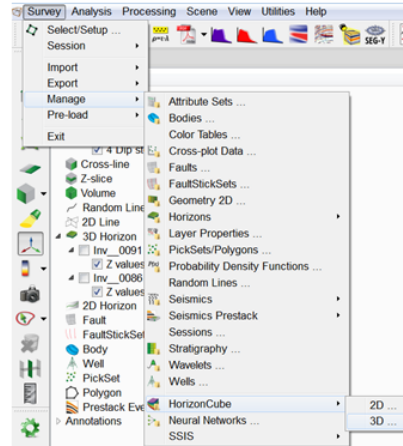 Survey Analysis Processing Scene View Utilities Help
Select/Setup ...
Session
Import
Export
Manage
Pre-load
Exit
SEG-Y
Attribute Sets ...
Bodies ...
Color Tables ...
Cross-plot Data ...
Faults ...
FaultStickSets ...
Geometry 2D ...
Horizons
Layer Properties ...
PickSets/Polygons ...
Probability Density Functions ...
Random Lines ...
Seismics
Seismics Prestack
Sessions ...
Stratigraphy ...
Wavelets ...
Wells ...
HorizonCube
Neural Networks ...
SSIS
2D ...
3D ...
4 Dip st
Cross-line
Z-slice
Volume
Random Line
2D Line
3D Horizon
Inv__0091
Z values
Inv__0086
Z values
2D Horizon
Fault
FaultStickSet
Body
Well
PickSet
Polygon
Prestack Eve
Annotations